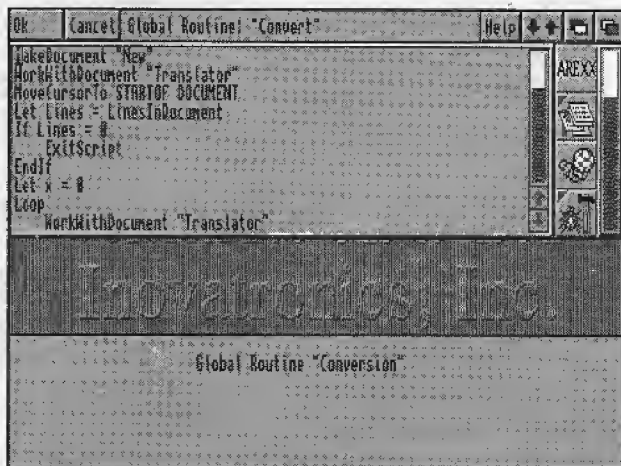 Ok Cancel Global Routine: "Convert" Help
TakeDocument "New"
WorkWithDocument "Translator"
MoveCursorTo STARTOF DOCUMENT
Let Lines = LinesInDocument
If Lines = 0
ExitScript
EndIf
Let x = 0
Loop
WorkWithDocument "Translator"
AREXX
Inovatronics, Inc.
Global Routine "Conversion"